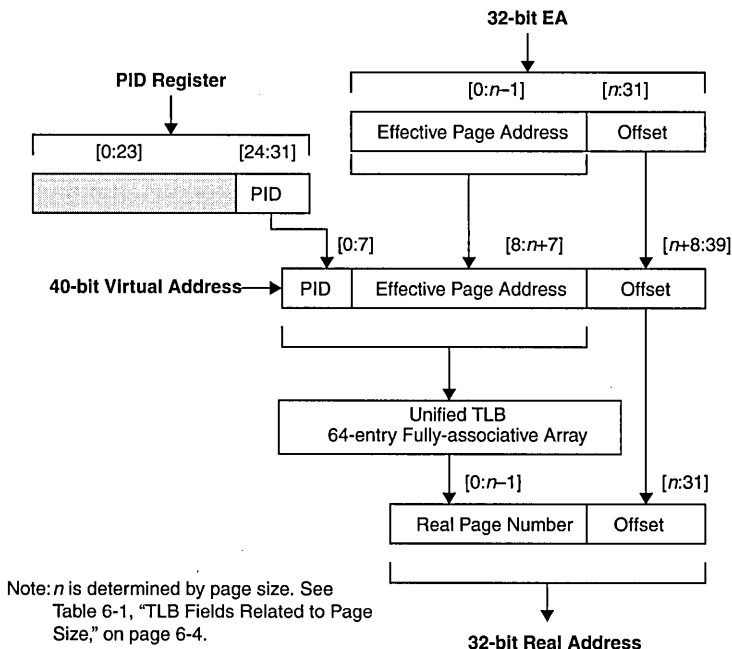 32-bit EA
PID Register
[0:n–1] [n:31]
Effective Page Address Offset
[0:23] [24:31]
PID
[0:7] [8:n+7] [n+8:39]
40-bit Virtual Address PID Effective Page Address Offset
Unified TLB
64-entry Fully-associative Array
[0:n–1] [n:31]
Real Page Number Offset
Note: n is determined by page size. See
Table 6-1, “TLB Fields Related to Page
Size,” on page 6-4.
32-bit Real Address